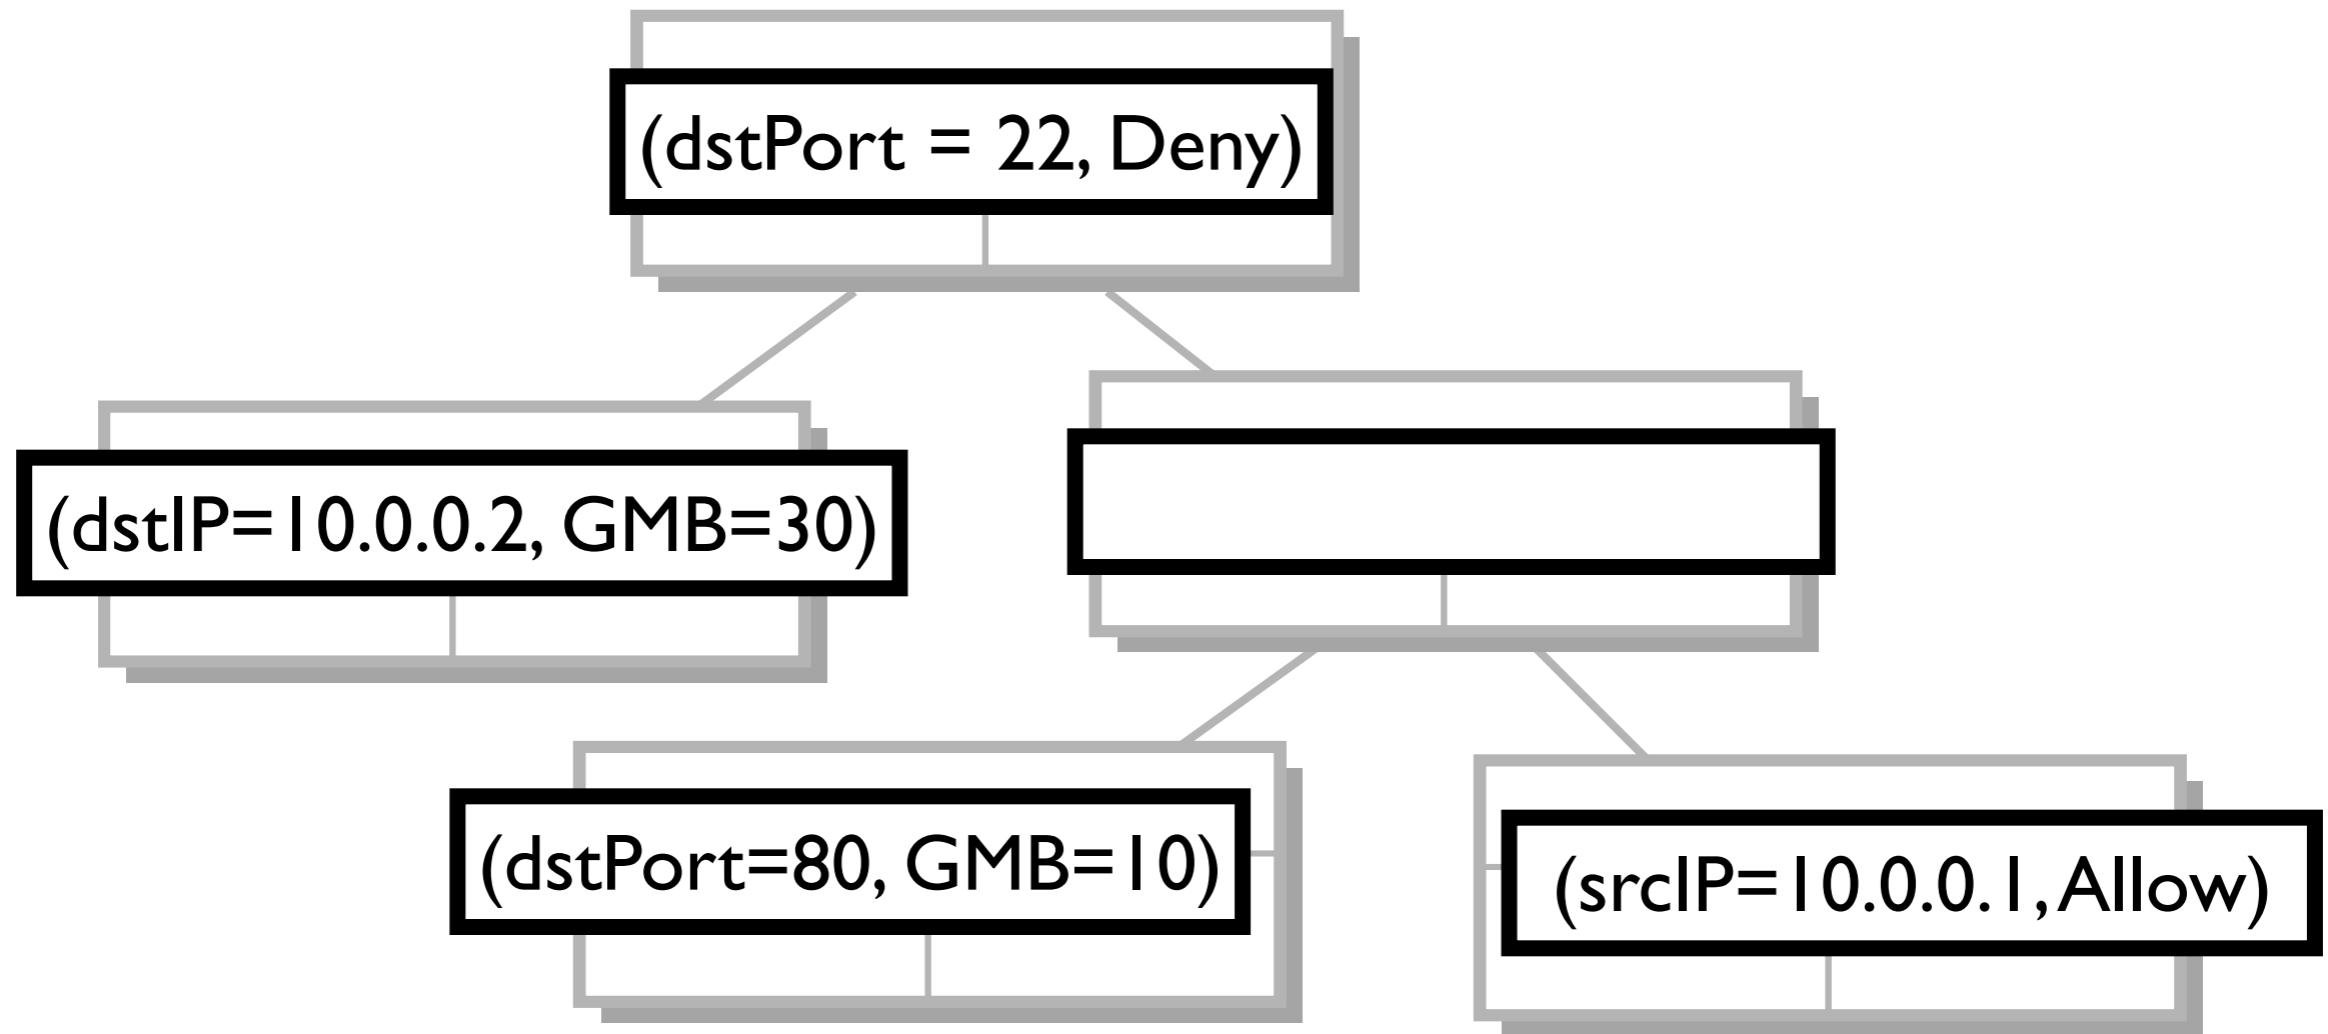 (dstPort = 22, Deny)
(dstIP=10.0.0.2, GMB=30)
(dstPort=80, GMB=10)
(srcIP=10.0.0.1, Allow)